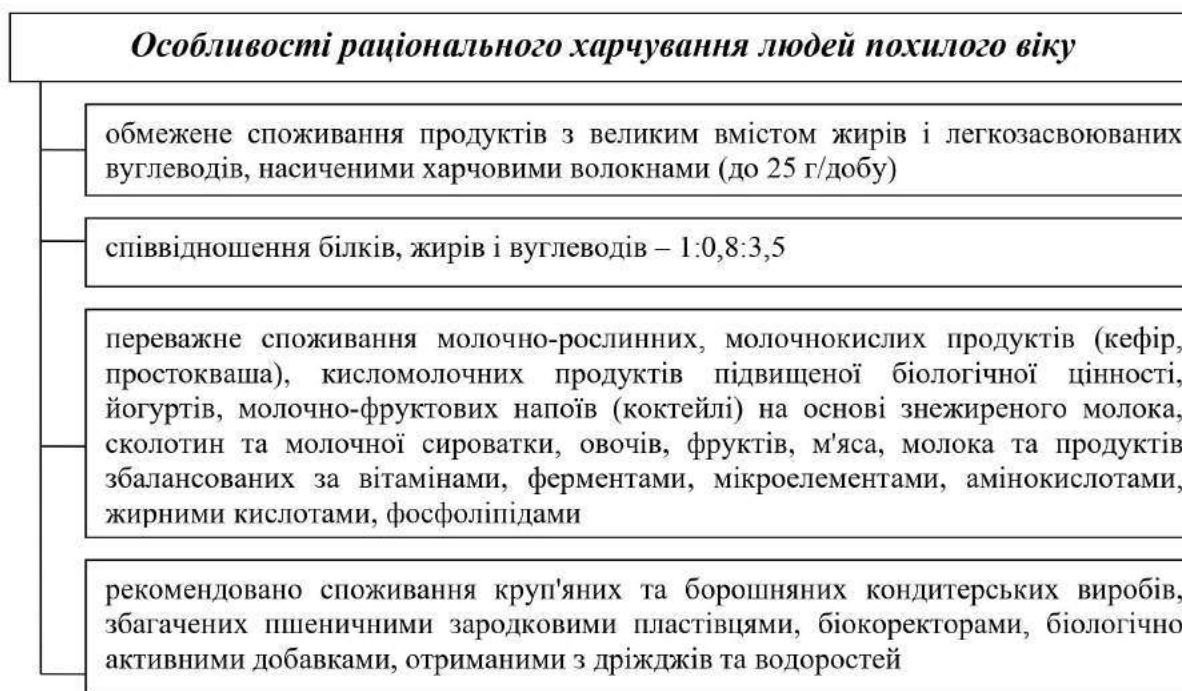 Особливості раціонального харчування людей похилого віку
обмежене споживання продуктів з великим вмістом жирів і легкозасвоюваних
вуглеводів, насиченими харчовими волокнами (до 25 г/добу)
співвідношення білків, жирів і вуглеводів – 1:0,8:3,5
переважне споживання молочно-рослинних, молочнокислих продуктів (кефір,
простокваша), кисломолочних продуктів підвищеної біологічної цінності,
йогуртів, молочно-фруктових напоїв (коктейлі) на основі знежиреного молока,
сколотин та молочної сироватки, овочів, фруктів, м'яса, молока та продуктів
збалансованих за вітамінами, ферментами, мікроелементами, амінокислотами,
жирними кислотами, фосфоліпідами
рекомендовано споживання круп'яних та борошняних кондитерських виробів,
збагачених пшеничними зародковими пластівцями, біокоректорами, біологічно
активними добавками, отриманими з дріжджів та водоростей